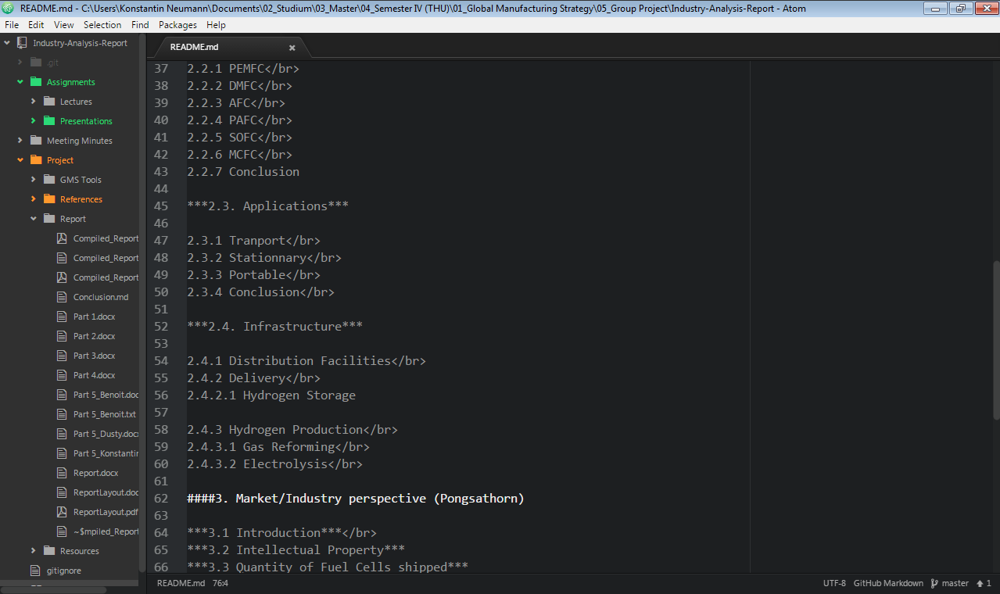 README.md - C:\Users\Konstantin Neumann\Documents\02_Studium\03_Master\04_Semester IV (THU)\01_Global Manufacturing Strategy\05_Group Project\Industry-Analysis-Report - Atom
File Edit View Selection Find Packages Help
Industry-Analysis-Report
.git
Assignments
Lectures
Presentations
Meeting Minutes
Project
GMS Tools
References
Report
Compiled_Report
Compiled_Report
Compiled_Report
Conclusion.md
Part 1.docx
Part 2.docx
Part 3.docx
Part 4.docx
Part 5_Benoit.doc
Part 5_Benoit.txt
Part 5_Dusty.doc
Part 5_Konstantin
Report.docx
ReportLayout.doc
ReportLayout.pdf
~$mpiled_Report
Resources
gitignore
README.md
37 2.2.1 PEMFC</br>
38 2.2.2 DMFC</br>
39 2.2.3 AFC</br>
40 2.2.4 PAFC</br>
41 2.2.5 SOFC</br>
42 2.2.6 MCFC</br>
43 2.2.7 Conclusion
44
45 ***2.3. Applications***
46
47 2.3.1 Tranport</br>
48 2.3.2 Stationnary</br>
49 2.3.3 Portable</br>
50 2.3.4 Conclusion</br>
51
52 ***2.4. Infrastructure***
53
54 2.4.1 Distribution Facilities</br>
55 2.4.2 Delivery</br>
56 2.4.2.1 Hydrogen Storage
57
58 2.4.3 Hydrogen Production</br>
59 2.4.3.1 Gas Reforming</br>
60 2.4.3.2 Electrolysis</br>
61
62 ####3. Market/Industry perspective (Pongsathorn)
63
64 ***3.1 Introduction***</br>
65 ***3.2 Intellectual Property***
66 ***3.3 Quantity of Fuel Cells shipped***
README.md 76:4
UTF-8 GitHub Markdown master 1